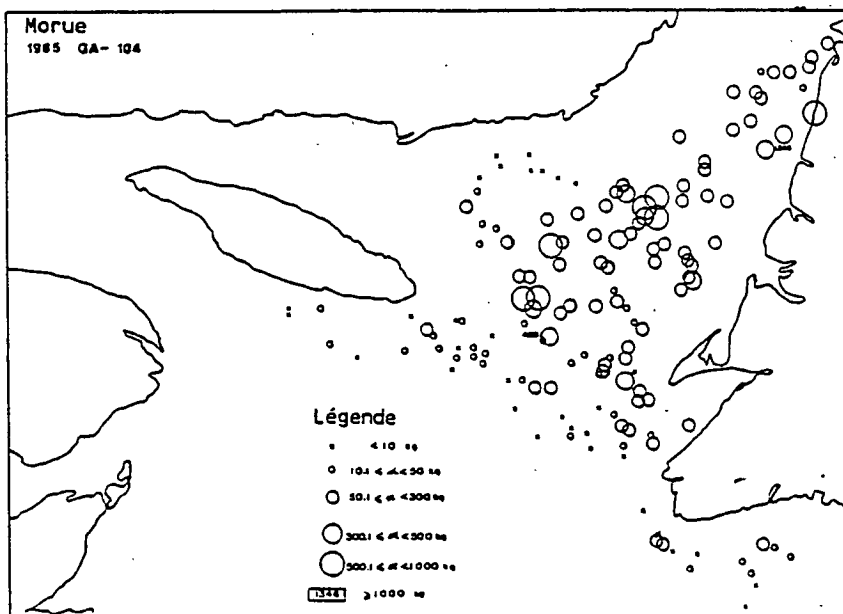 Morue
1985 GA- 104
Légende
<10 kg
10.1 ≤ <50 kg
50.1 ≤ <300 kg
300.1 ≤ <500 kg
500.1 ≤ <1000 kg
1346 ≥1000 kg